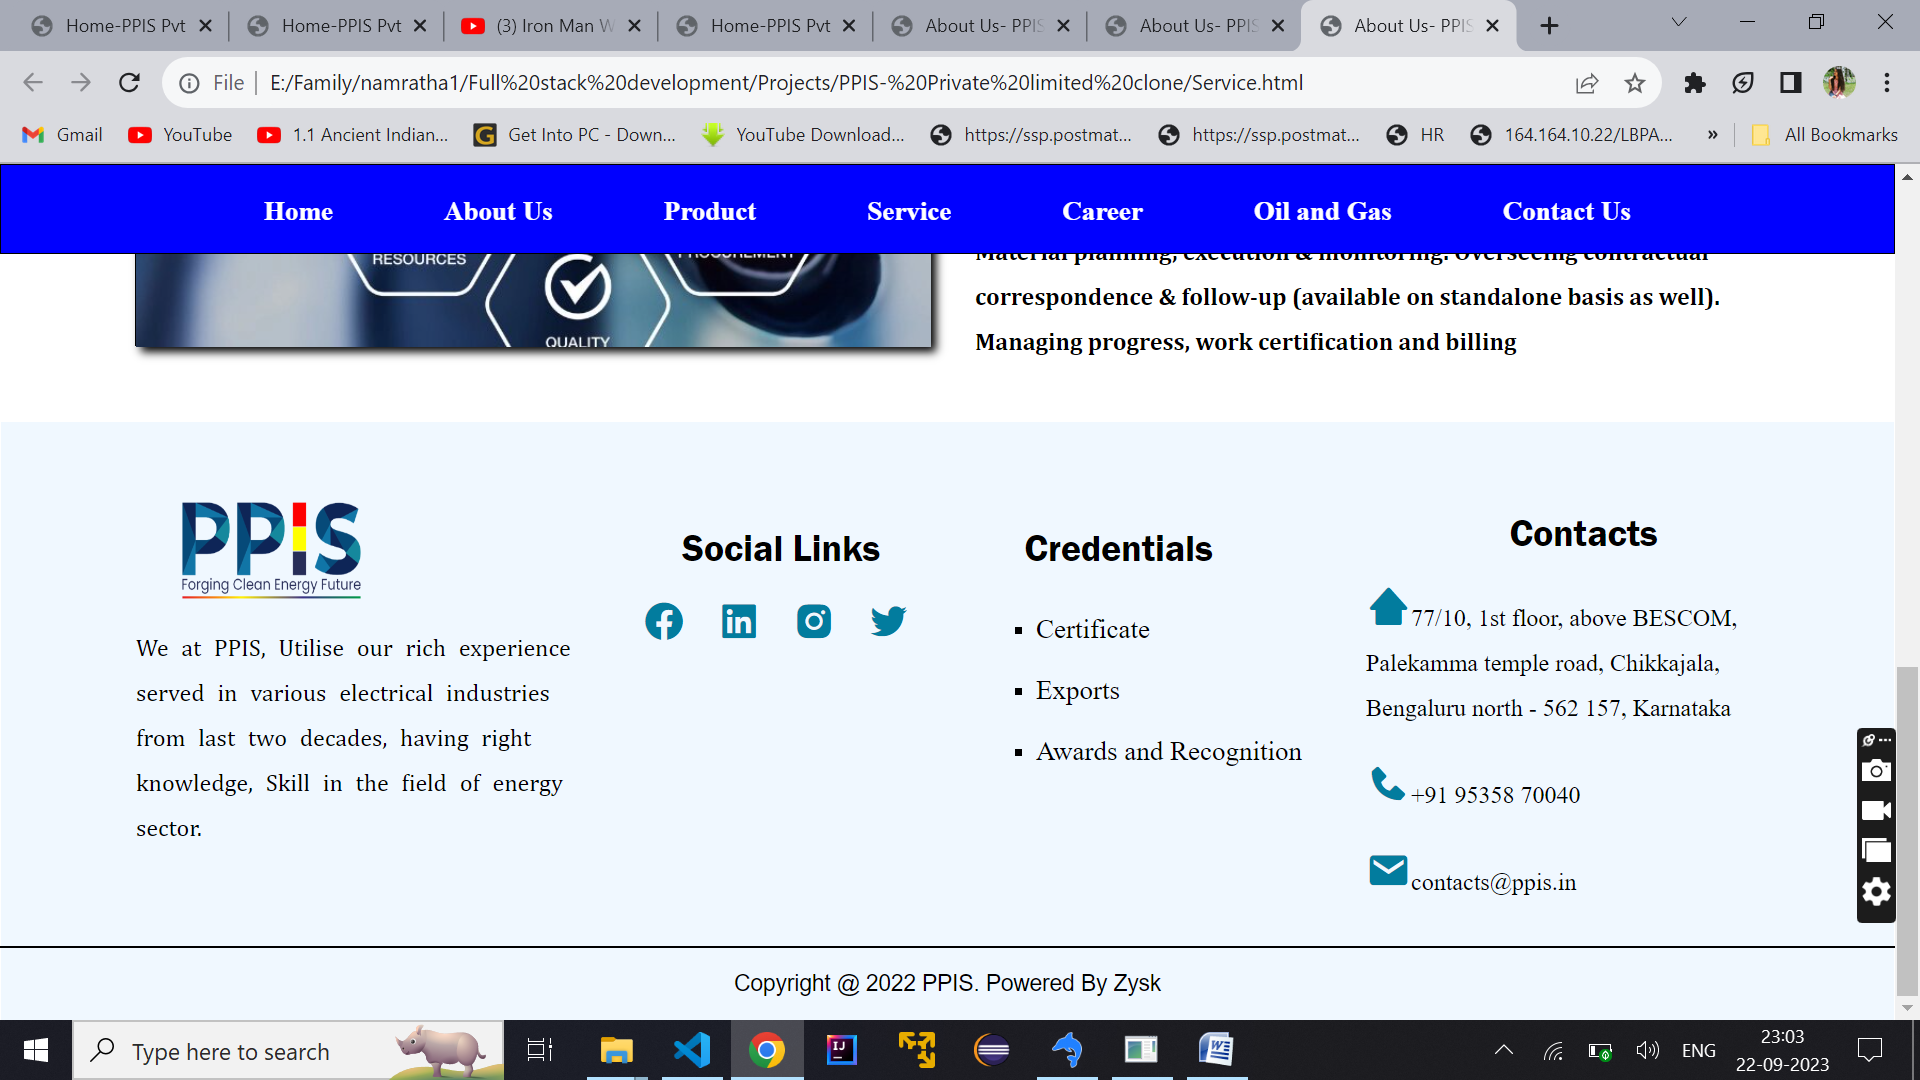 Home-PPIS Pvt
Home-PPIS Pvt
(3) Iron Man W
Home-PPIS Pvt
About Us- PPIS
About Us- PPIS
About Us- PPIS
File
E:/Family/namratha1/Full%20stack%20development/Projects/PPIS-%20Private%20limited%20clone/Service.html
Gmail
YouTube
1.1 Ancient Indian...
Get Into PC - Down...
YouTube Download...
https://ssp.postmat...
https://ssp.postmat...
HR
164.164.10.22/LBPA...
»
All Bookmarks
Home
About Us
Product
Service
Career
Oil and Gas
Contact Us
RESOURCES
PROCUREMENT
QUALITY
Material planning, execution & monitoring. Overseeing contractual
correspondence & follow-up (available on standalone basis as well).
Managing progress, work certification and billing
PPIS
Forging Clean Energy Future
We at PPIS, Utilise our rich experience
served in various electrical industries
from last two decades, having right
knowledge, Skill in the field of energy
sector.
Social Links
Credentials
Certificate
Exports
Awards and Recognition
Contacts
77/10, 1st floor, above BESCOM,
Palekamma temple road, Chikkajala,
Bengaluru north - 562 157, Karnataka
+91 95358 70040
contacts@ppis.in
Copyright @ 2022 PPIS. Powered By Zysk
Type here to search
ENG
23:03
22-09-2023